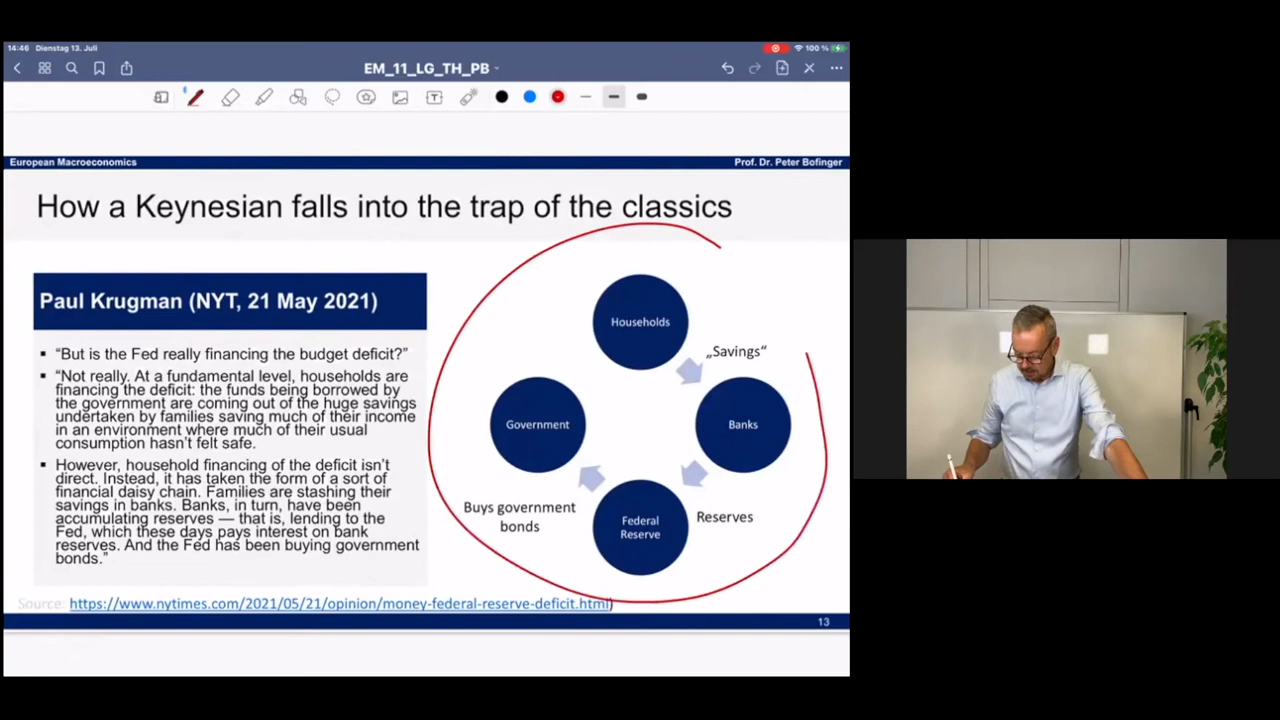 14:46 Dienstag 13. Juli
100 %
EM_11_LG_TH_PB
European Macroeconomics
Prof. Dr. Peter Bofinger
How a Keynesian falls into the trap of the classics
Paul Krugman (NYT, 21 May 2021)
▪ “But is the Fed really financing the budget deficit?”
▪ “Not really. At a fundamental level, households are
financing the deficit: the funds being borrowed by
the government are coming out of the huge savings
undertaken by families saving much of their income
in an environment where much of their usual
consumption hasn’t felt safe.
▪ However, household financing of the deficit isn’t
direct. Instead, it has taken the form of a sort of
financial daisy chain. Families are stashing their
savings in banks. Banks, in turn, have been
accumulating reserves — that is, lending to the
Fed, which these days pays interest on bank
reserves. And the Fed has been buying government
bonds.”
Households
„Savings“
Government
Banks
Buys government
bonds
Federal
Reserve
Reserves
Source: https://www.nytimes.com/2021/05/21/opinion/money-federal-reserve-deficit.html)
13